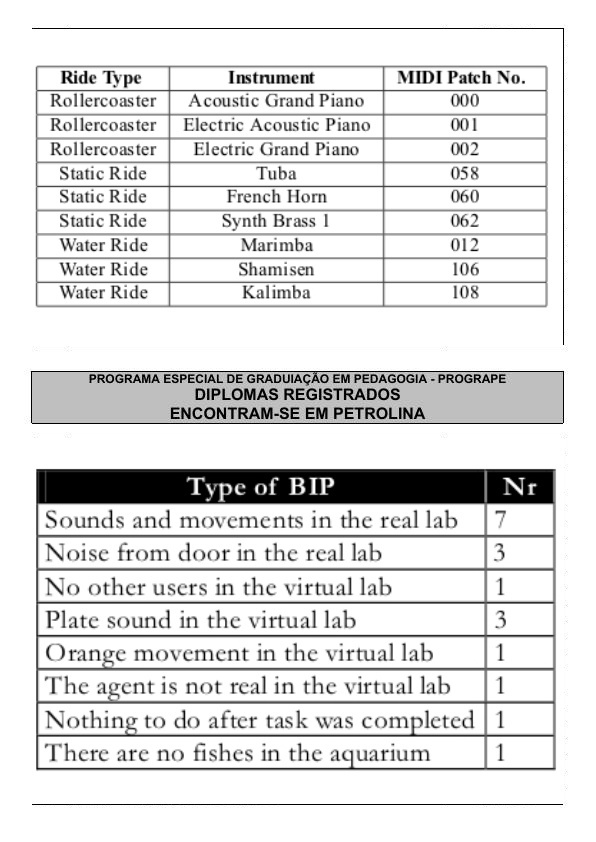 Ride Type Instrument MIDI Patch No.
Rollercoaster Acoustic Grand Piano 000
Rollercoaster Electric Acoustic Piano 001
Rollercoaster Electric Grand Piano 002
Static Ride Tuba 058
Static Ride French Horn 060
Static Ride Synth Brass 1 062
Water Ride Marimba 012
Water Ride Shamisen 106
Water Ride Kalimba 108
PROGRAMA ESPECIAL DE GRADUIAÇÃO EM PEDAGOGIA - PROGRAPE
DIPLOMAS REGISTRADOS
ENCONTRAM-SE EM PETROLINA
Type of BIP Nr
Sounds and movements in the real lab 7
Noise from door in the real lab 3
No other users in the virtual lab 1
Plate sound in the virtual lab 3
Orange movement in the virtual lab 1
The agent is not real in the virtual lab 1
Nothing to do after task was completed 1
There are no fishes in the aquarium 1